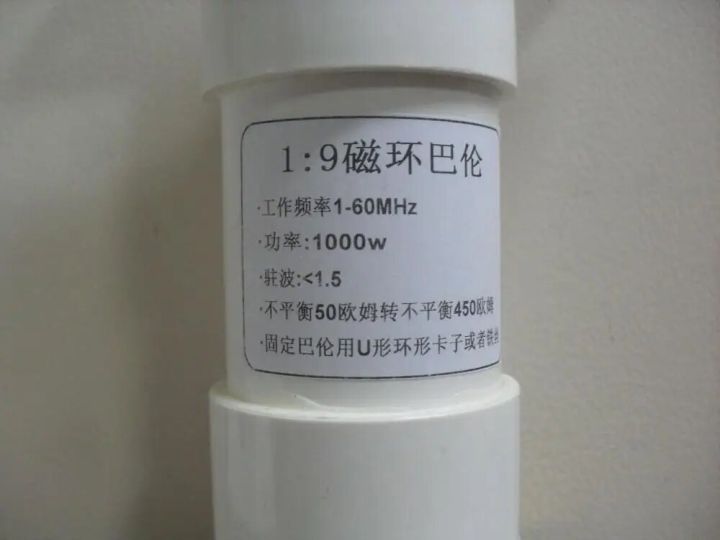 1:9磁环巴伦
·工作频率1-60MHz
·功率:1000w
·驻波:<1.5
·不平衡50欧姆转不平衡450欧姆
·固定巴伦用U形环形卡子或者铁丝